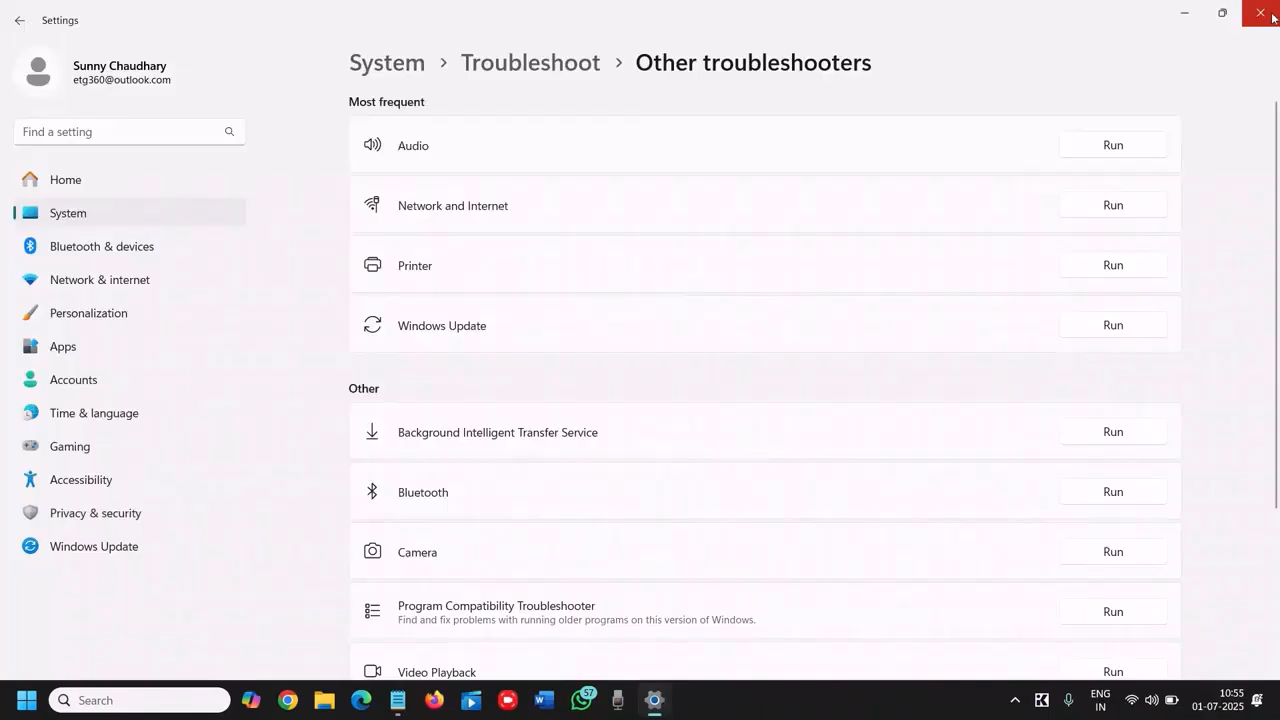 Settings
Sunny Chaudhary
etg360@outlook.com
Find a setting
Home
System
Bluetooth & devices
Network & internet
Personalization
Apps
Accounts
Time & language
Gaming
Accessibility
Privacy & security
Windows Update
System > Troubleshoot > Other troubleshooters
Most frequent
Audio Run
Network and Internet Run
Printer Run
Windows Update Run
Other
Background Intelligent Transfer Service Run
Bluetooth Run
Camera Run
Program Compatibility Troubleshooter Run
Find and fix problems with running older programs on this version of Windows.
Video Playback Run
Search
57
ENG
IN
10:55
01-07-2025